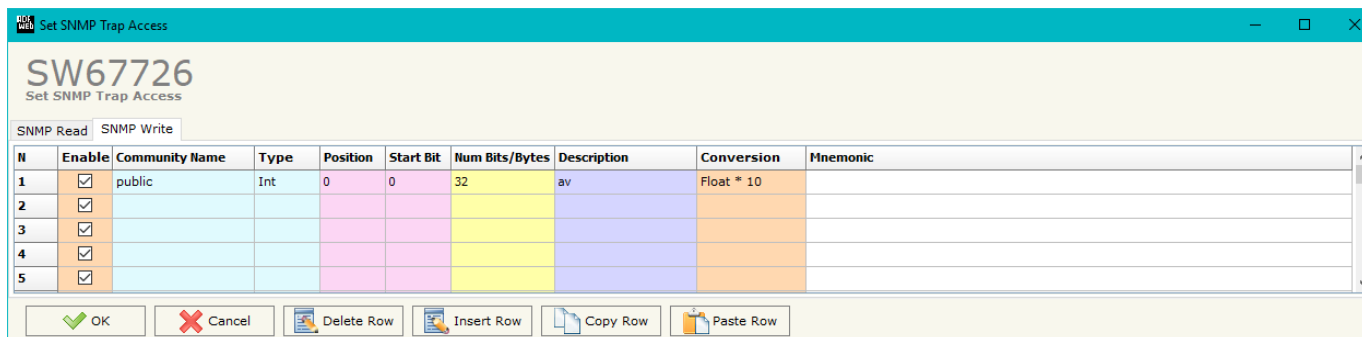 ADF WEB Set SNMP Trap Access
SW67726
Set SNMP Trap Access
SNMP Read SNMP Write
N Enable Community Name Type Position Start Bit Num Bits/Bytes Description Conversion Mnemonic
1 public Int 0 0 32 av Float * 10
2
3
4
5
OK Cancel Delete Row Insert Row Copy Row Paste Row